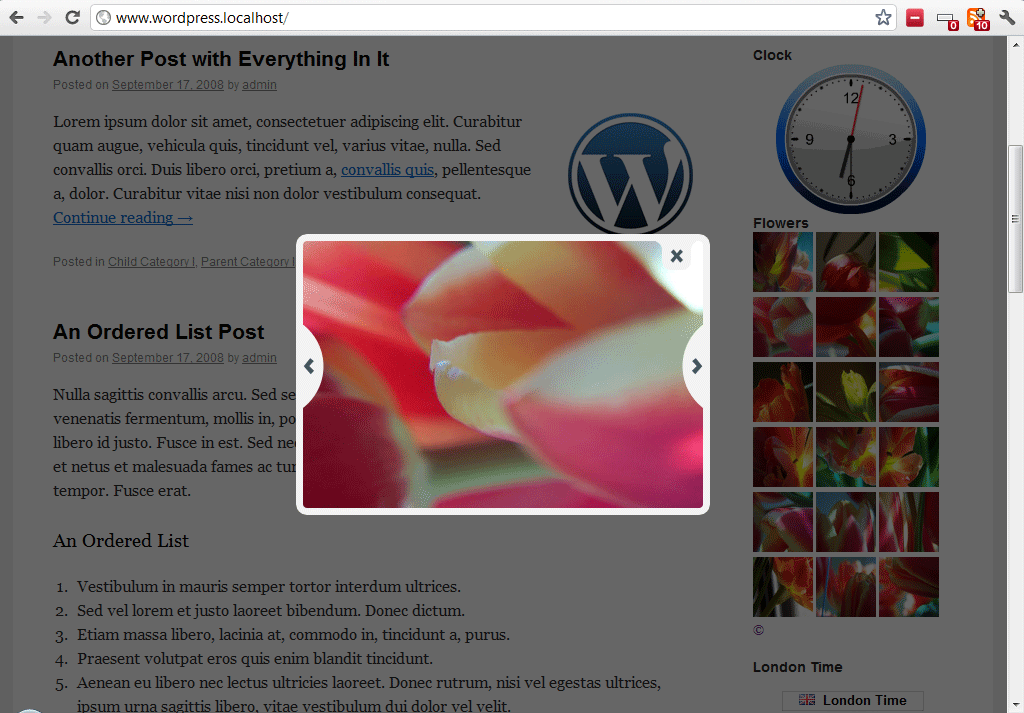 www.wordpress.localhost/
0
10
Another Post with Everything In It
Posted on September 17, 2008 by admin
Lorem ipsum dolor sit amet, consectetuer adipiscing elit. Curabitur
quam augue, vehicula quis, tincidunt vel, varius vitae, nulla. Sed
convallis orci. Duis libero orci, pretium a, convallis quis, pellentesque
a, dolor. Curabitur vitae nisi non dolor vestibulum consequat.
Continue reading →
Posted in Child Category I, Parent Category I
An Ordered List Post
Posted on September 17, 2008 by admin
Nulla sagittis convallis arcu. Sed
venenatis fermentum, mollis in,
libero id justo. Fusce in est. Sed
et netus et malesuada fames ac
tempor. Fusce erat.
An Ordered List
1. Vestibulum in mauris semper tortor interdum ultrices.
2. Sed vel lorem et justo laoreet bibendum. Donec dictum.
3. Etiam massa libero, lacinia at, commodo in, tincidunt a, purus.
4. Praesent volutpat eros quis enim blandit tincidunt.
5. Aenean eu libero nec lectus ultricies laoreet. Donec rutrum, nisi vel egestas ultrices,
ipsum urna sagittis libero, vitae vestibulum dui dolor vel velit.
Clock
12
9
3
6
Flowers
©
London Time
London Time